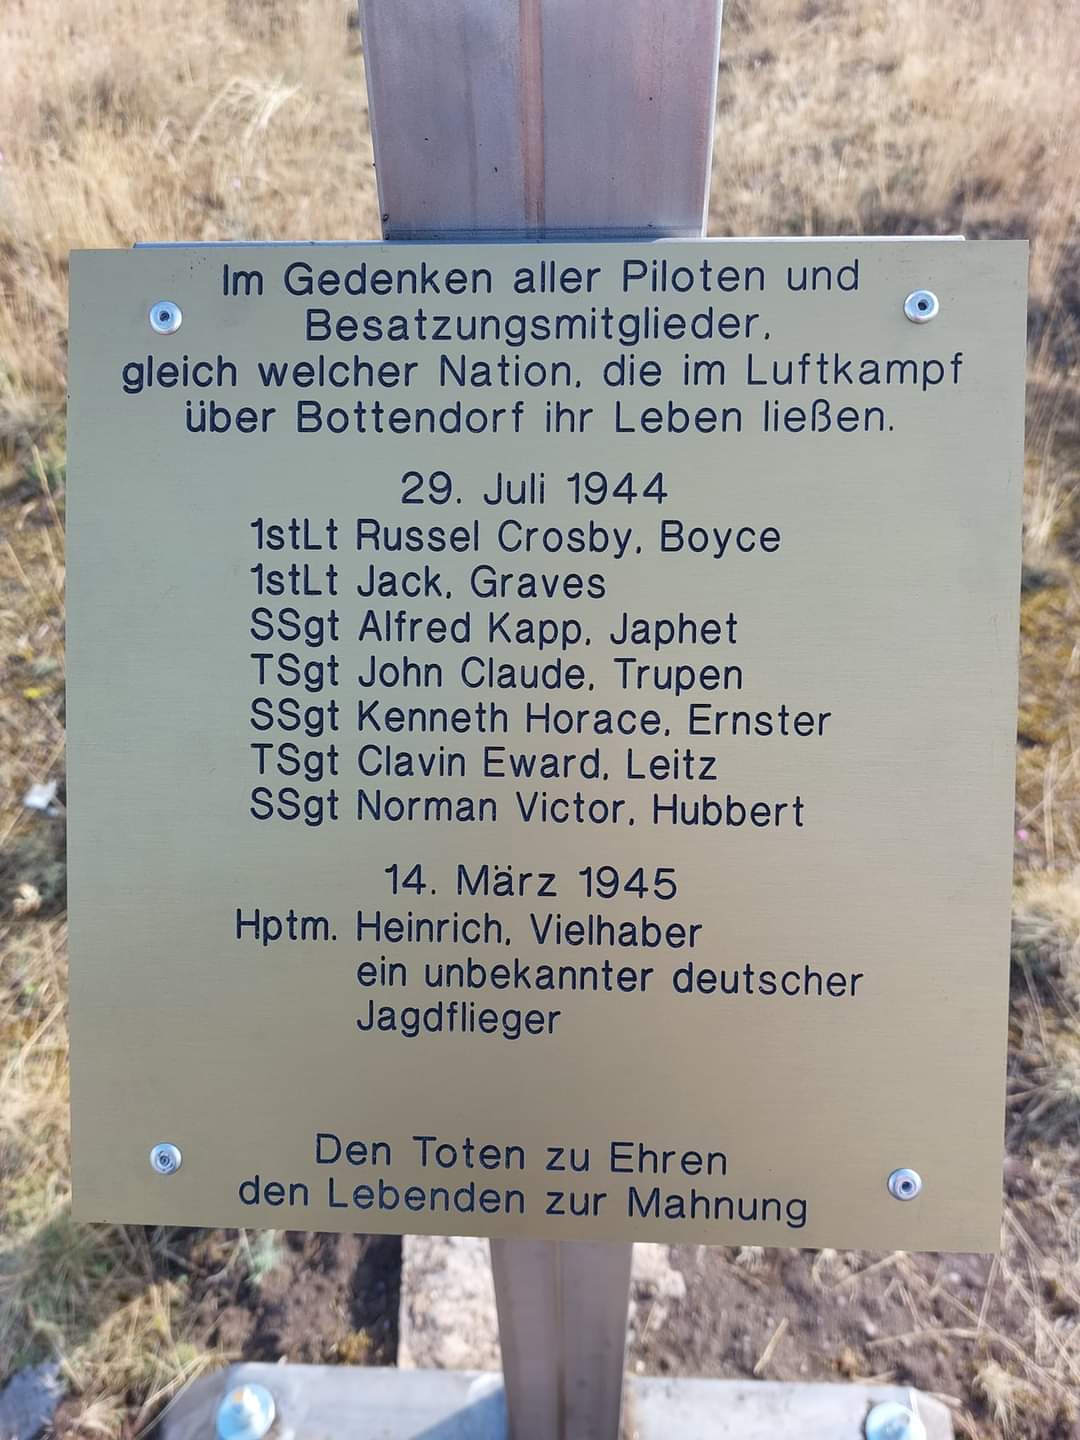 Im Gedenken aller Piloten und
Besatzungsmitglieder,
gleich welcher Nation, die im Luftkampf
über Bottendorf ihr Leben ließen.
29. Juli 1944
1stLt Russel Crosby, Boyce
1stLt Jack, Graves
SSgt Alfred Kapp, Japhet
TSgt John Claude, Trupen
SSgt Kenneth Horace, Ernster
TSgt Clavin Eward, Leitz
SSgt Norman Victor, Hubbert
14. März 1945
Hptm. Heinrich, Vielhaber
ein unbekannter deutscher
Jagdflieger
Den Toten zu Ehren
den Lebenden zur Mahnung